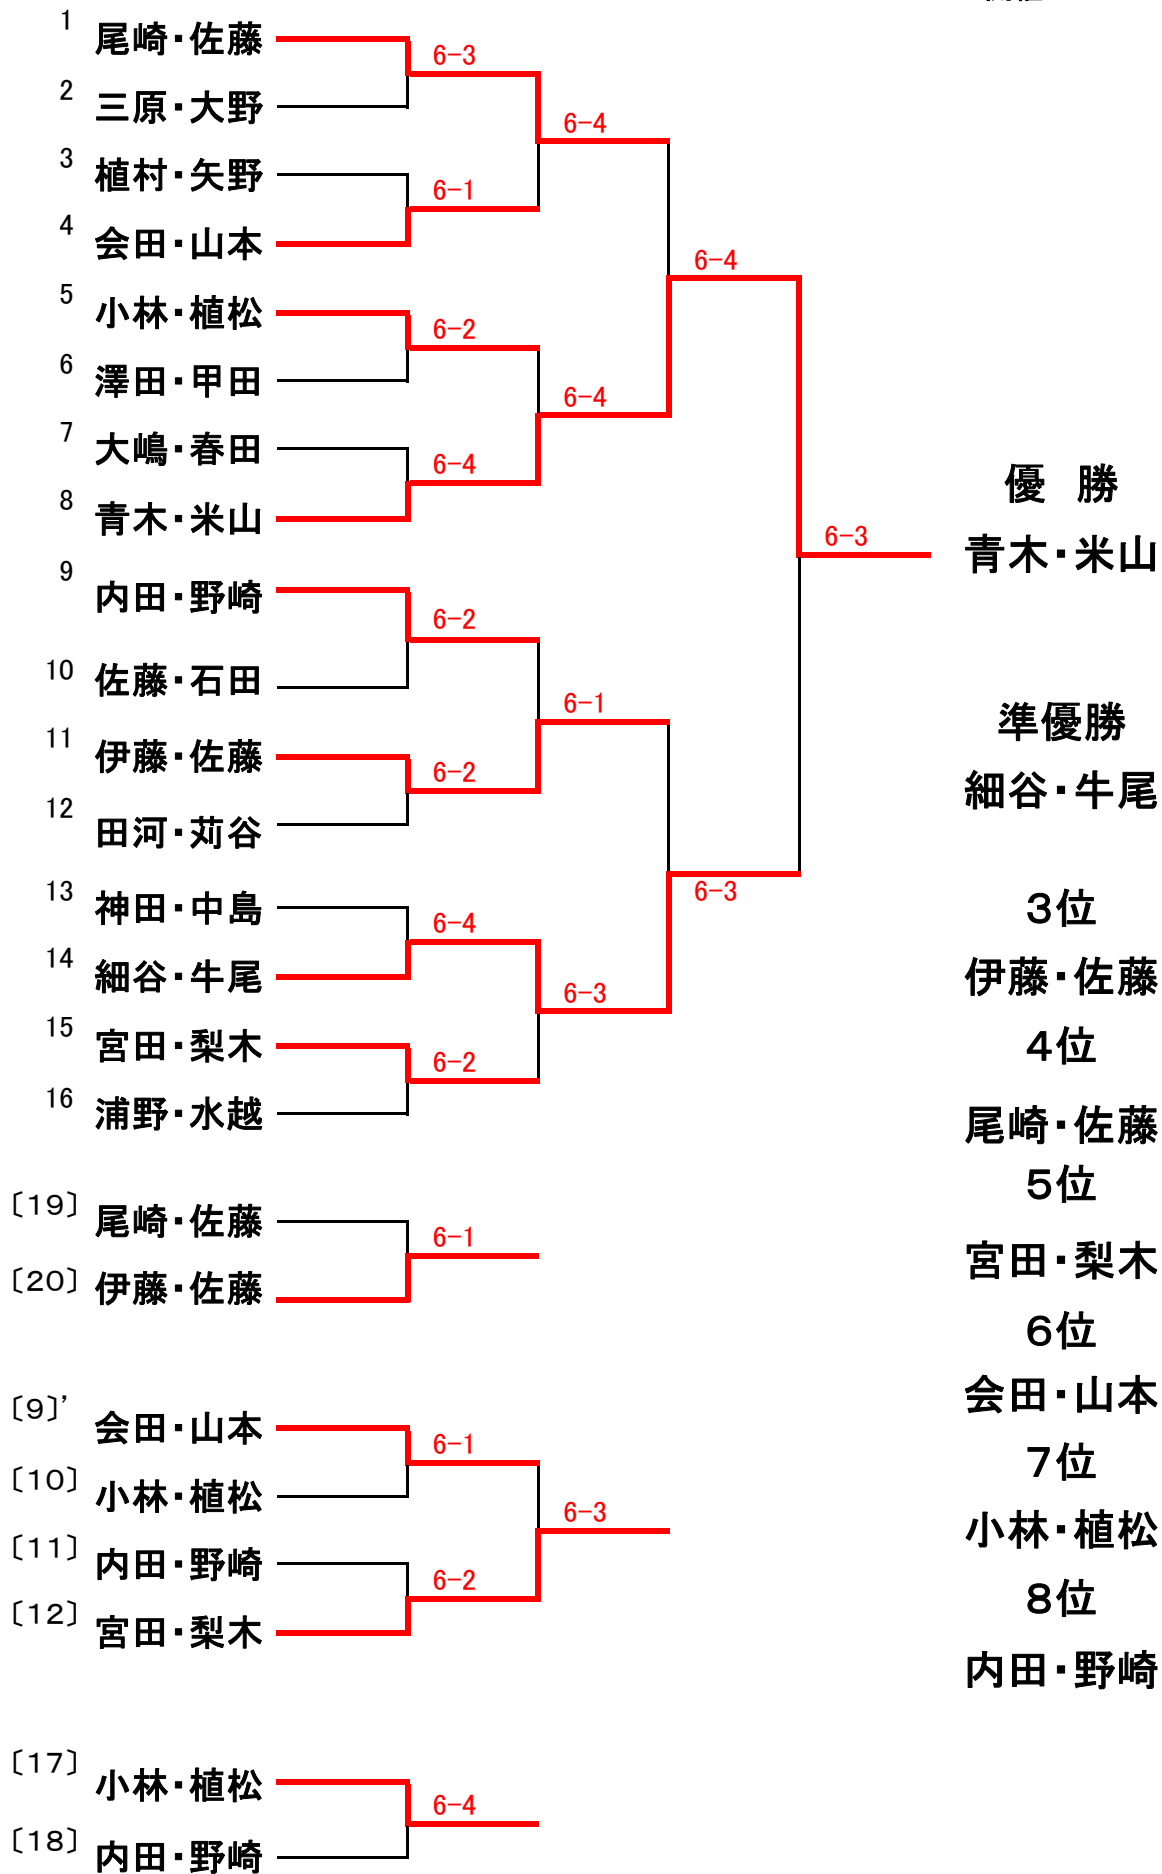 1 尾崎・佐藤
6-3
2 三原・大野
6-4
3 植村・矢野
6-1
4 会田・山本
6-4
5 小林・植松
6-2
6 澤田・甲田
6-4
7 大嶋・春田
6-4
8 青木・米山
優 勝
6-3
青木・米山
9 内田・野崎
6-2
10 佐藤・石田
6-1
準優勝
11 伊藤・佐藤
6-2
細谷・牛尾
12 田河・苅谷
6-3
13 神田・中島
3位
6-4
14 細谷・牛尾
伊藤・佐藤
6-3
15 宮田・梨木
4位
6-2
16 浦野・水越
尾崎・佐藤
5位
〔19〕 尾崎・佐藤
6-1
宮田・梨木
〔20〕 伊藤・佐藤
6位
会田・山本
〔9〕’ 会田・山本
6-1
7位
〔10〕 小林・植松
6-3
小林・植松
〔11〕 内田・野崎
6-2
8位
〔12〕 宮田・梨木
内田・野崎
〔17〕 小林・植松
6-4
〔18〕 内田・野崎